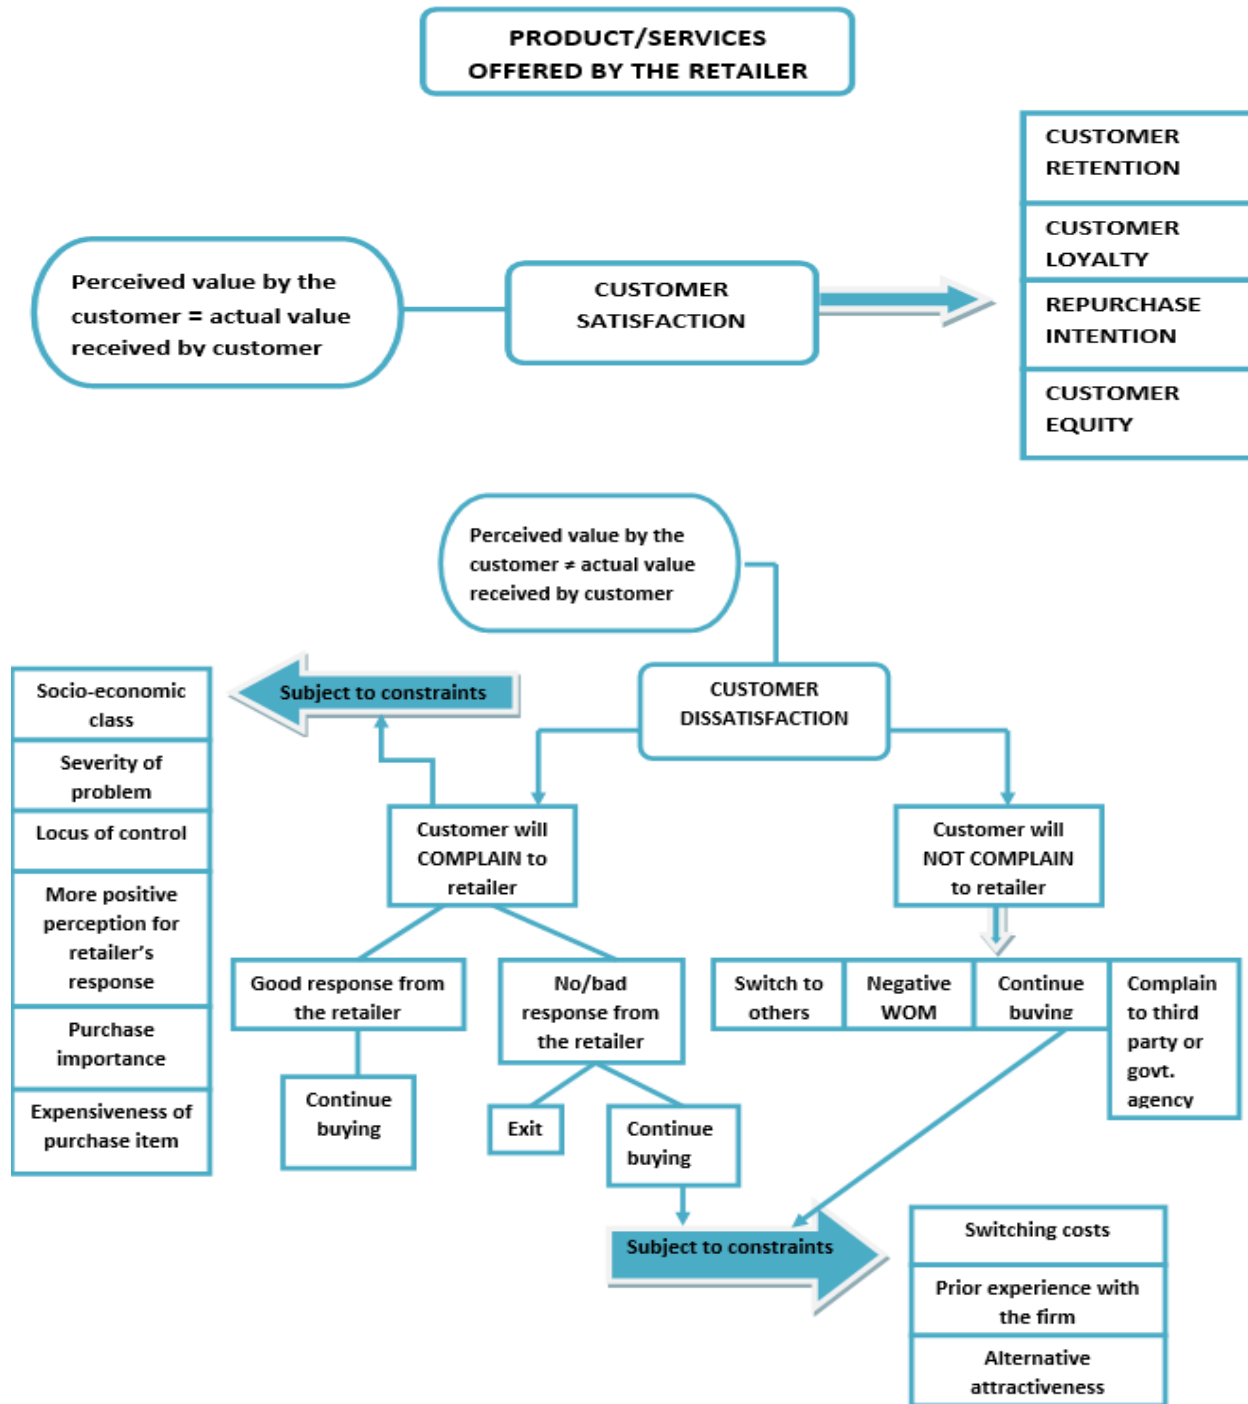 PRODUCT/SERVICES
OFFERED BY THE RETAILER
CUSTOMER
RETENTION
CUSTOMER
LOYALTY
REPURCHASE
INTENTION
CUSTOMER
EQUITY
Perceived value by the
customer = actual value
received by customer
CUSTOMER
SATISFACTION
Perceived value by the
customer ≠ actual value
received by customer
CUSTOMER
DISSATISFACTION
Subject to constraints
Socio-economic
class
Severity of
problem
Locus of control
More positive
perception for
retailer's
response
Purchase
importance
Expensiveness of
purchase item
Customer will
COMPLAIN to
retailer
Customer will
NOT COMPLAIN
to retailer
Good response from
the retailer
No/bad
response from
the retailer
Switch to
others
Negative
WOM
Continue
buying
Complain
to third
party or
govt.
agency
Continue
buying
Exit
Continue
buying
Subject to constraints
Switching costs
Prior experience with
the firm
Alternative
attractiveness